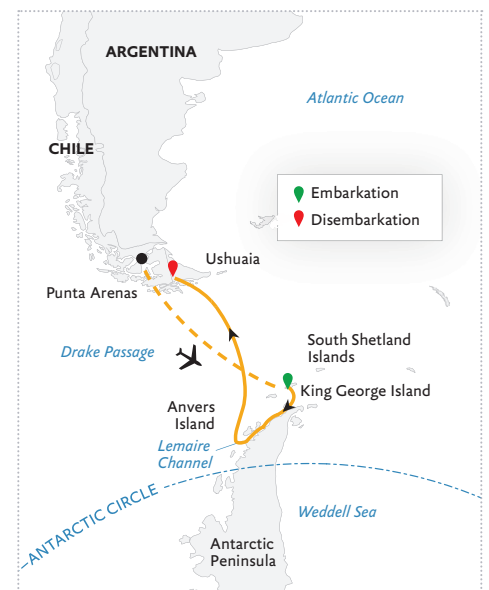 ARGENTINA
Atlantic Ocean
CHILE
Embarkation
Disembarkation
Ushuaia
Punta Arenas
South Shetland
Islands
Drake Passage
King George Island
Anvers
Island
Lemaire
Channel
ANTARCTIC CIRCLE
Weddell Sea
Antarctic
Peninsula